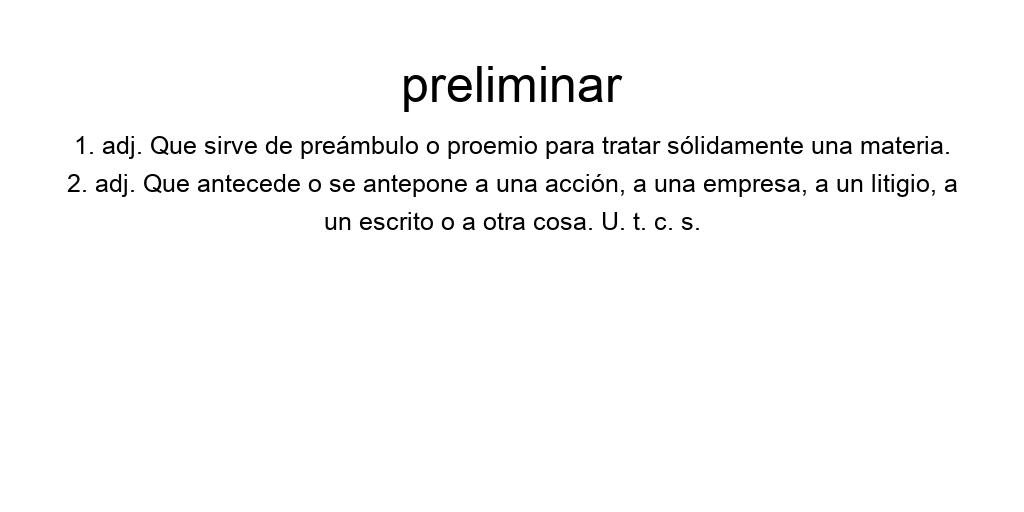 preliminar
1. adj. Que sirve de preámbulo o proemio para tratar sólidamente una materia.
2. adj. Que antecede o se antepone a una acción, a una empresa, a un litigio, a
un escrito o a otra cosa. U. t. c. s.